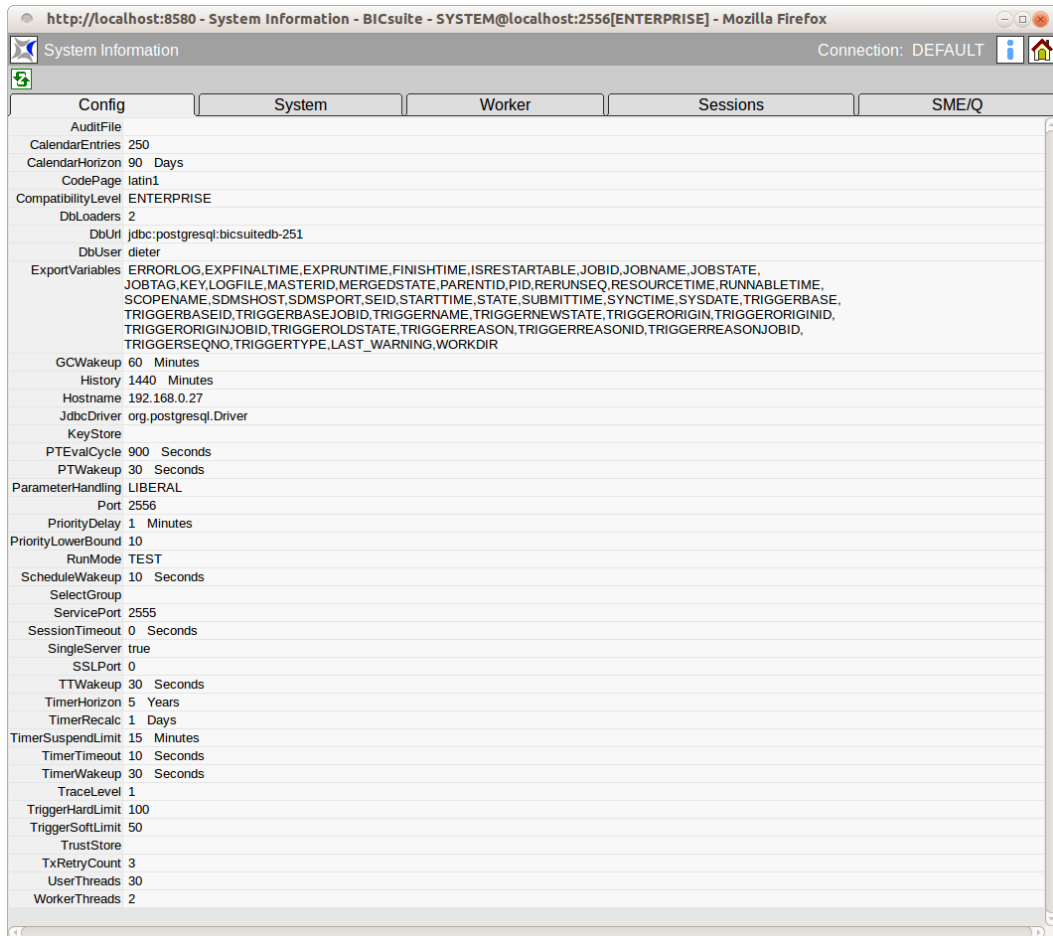 http://localhost:8580 - System Information - BICsuite - SYSTEM@localhost:2556[ENTERPRISE] - Mozilla Firefox
System Information Connection: DEFAULT
Config System Worker Sessions SME/Q
AuditFile
CalendarEntries 250
CalendarHorizon 90 Days
CodePage latin1
CompatibilityLevel ENTERPRISE
DbLoaders 2
DbUrl jdbc:postgresql:bicsuitedb-251
DbUser dieter
ExportVariables ERRORLOG,EXPFINALTIME,EXPRUNTIME,FINISHTIME,ISRESTARTABLE,JOBID,JOBNAME,JOBSTATE,
JOBTAG,KEY,LOGFILE,MASTERID,MERGEDSTATE,PARENTID,PID,RERUNSEQ,RESOURCETIME,RUNNABLETIME,
SCOPENAME,SDMSHOST,SDMSPORT,SEID,STARTTIME,STATE,SUBMITTIME,SYNCTIME,SYSDATE,TRIGGERBASE,
TRIGGERBASEID,TRIGGERBASEJOBID,TRIGGERNAME,TRIGGERNEWSTATE,TRIGGERORIGIN,TRIGGERORIGINID,
TRIGGERORIGINJOBID,TRIGGEROLDSTATE,TRIGGERREASON,TRIGGERREASONID,TRIGGERREASONJOBID,
TRIGGERSEQNO,TRIGGERTYPE,LAST_WARNING,WORKDIR
GCWakeup 60 Minutes
History 1440 Minutes
Hostname 192.168.0.27
JdbcDriver org.postgresql.Driver
KeyStore
PTEvalCycle 900 Seconds
PTWakeup 30 Seconds
ParameterHandling LIBERAL
Port 2556
PriorityDelay 1 Minutes
PriorityLowerBound 10
RunMode TEST
ScheduleWakeup 10 Seconds
SelectGroup
ServicePort 2555
SessionTimeout 0 Seconds
SingleServer true
SSLPort 0
TTWakeup 30 Seconds
TimerHorizon 5 Years
TimerRecalc 1 Days
TimerSuspendLimit 15 Minutes
TimerTimeout 10 Seconds
TimerWakeup 30 Seconds
TraceLevel 1
TriggerHardLimit 100
TriggerSoftLimit 50
TrustStore
TxRetryCount 3
UserThreads 30
WorkerThreads 2